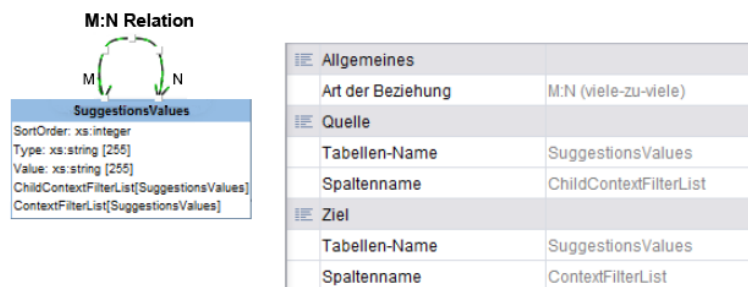 M:N Relation
M
N
SuggestionsValues
SortOrder: xs:integer
Type: xs:string [255]
Value: xs:string [255]
ChildContextFilterList[SuggestionsValues]
ContextFilterList[SuggestionsValues]
Allgemeines
Art der Beziehung M:N (viele-zu-viele)
Quelle
Tabellen-Name SuggestionsValues
Spaltenname ChildContextFilterList
Ziel
Tabellen-Name SuggestionsValues
Spaltenname ContextFilterList